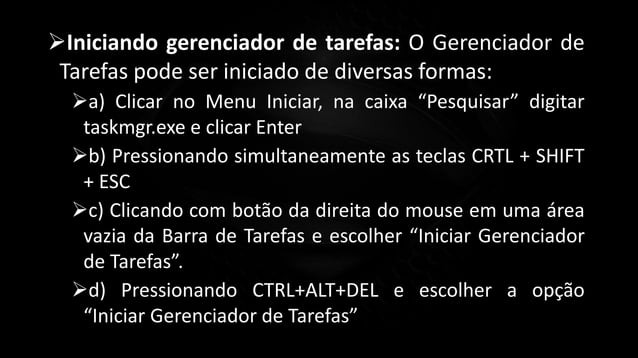 ➢Iniciando gerenciador de tarefas: O Gerenciador de
Tarefas pode ser iniciado de diversas formas:
➢a) Clicar no Menu Iniciar, na caixa “Pesquisar” digitar
taskmgr.exe e clicar Enter
➢b) Pressionando simultaneamente as teclas CRTL + SHIFT
+ ESC
➢c) Clicando com botão da direita do mouse em uma área
vazia da Barra de Tarefas e escolher “Iniciar Gerenciador
de Tarefas”.
➢d) Pressionando CTRL+ALT+DEL e escolher a opção
“Iniciar Gerenciador de Tarefas”